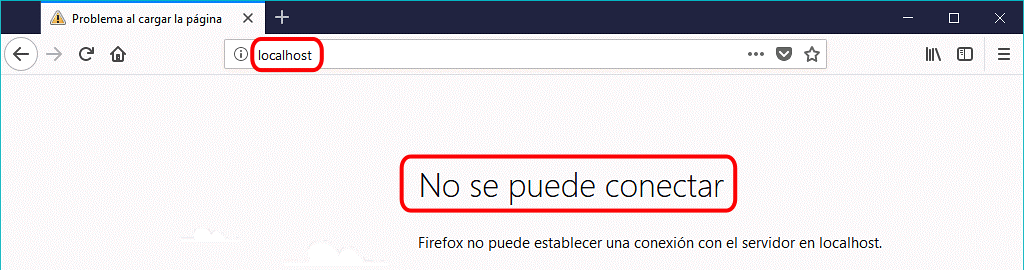 Problema al cargar la página
localhost
No se puede conectar
Firefox no puede establecer una conexión con el servidor en localhost.